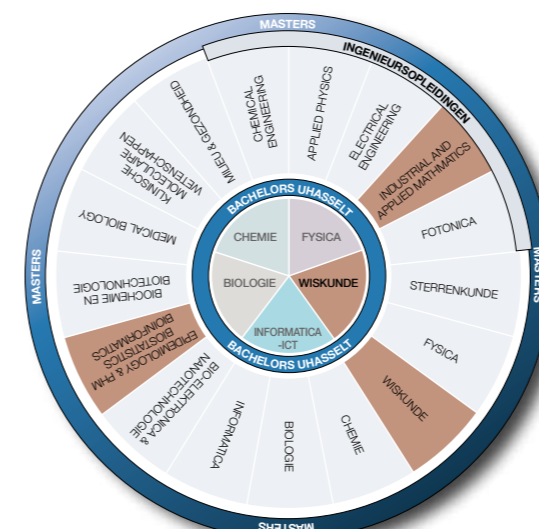 MASTERS
INGENIEURSOPLEIDINGEN
CHEMICAL
ENGINEERING
APPLIED PHYSICS
ELECTRICAL
ENGINEERING
INDUSTRIAL AND
APPLIED MATHMATICS
FOTONICA
STERRENKUNDE
FYSICA
WISKUNDE
CHEMIE
BIOLOGIE
INFORMATICA
BIO-ELEKTRONICA &
NANOTECHNOLOGIE
EPIDEMIOLOGY & PHM
BIOSTATISTICS
BIOINFORMATICS
BIOCHEMIE EN
BIOTECHNOLOGIE
MEDICAL BIOLOGY
KLINISCHE
MOLECULAIRE
WETENSCHAPPEN
MILIEU & GEZONDHEID
MASTERS
MASTERS
MASTERS
BACHELORS UHASSELT
CHEMIE
FYSICA
BIOLOGIE
WISKUNDE
INFORMATICA
-ICT
BACHELORS UHASSELT